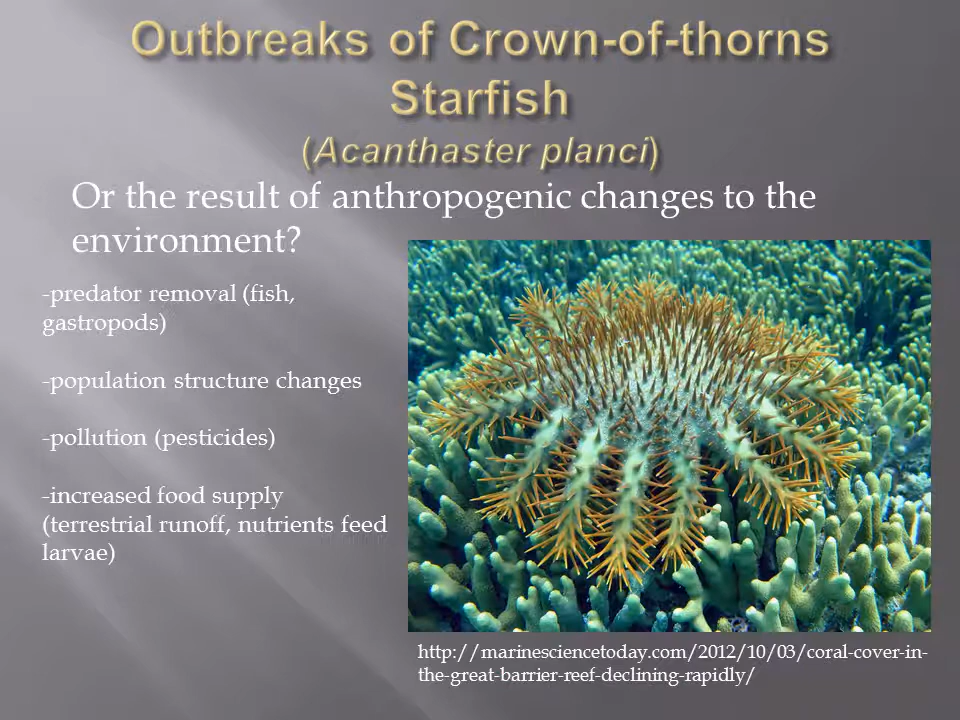 Outbreaks of Crown-of-thorns
Starfish
(Acanthaster planci)
Or the result of anthropogenic changes to the
environment?
-predator removal (fish,
gastropods)
-population structure changes
-pollution (pesticides)
-increased food supply
(terrestrial runoff, nutrients feed
larvae)
http://marinesciencetoday.com/2012/10/03/coral-cover-in-
the-great-barrier-reef-declining-rapidly/